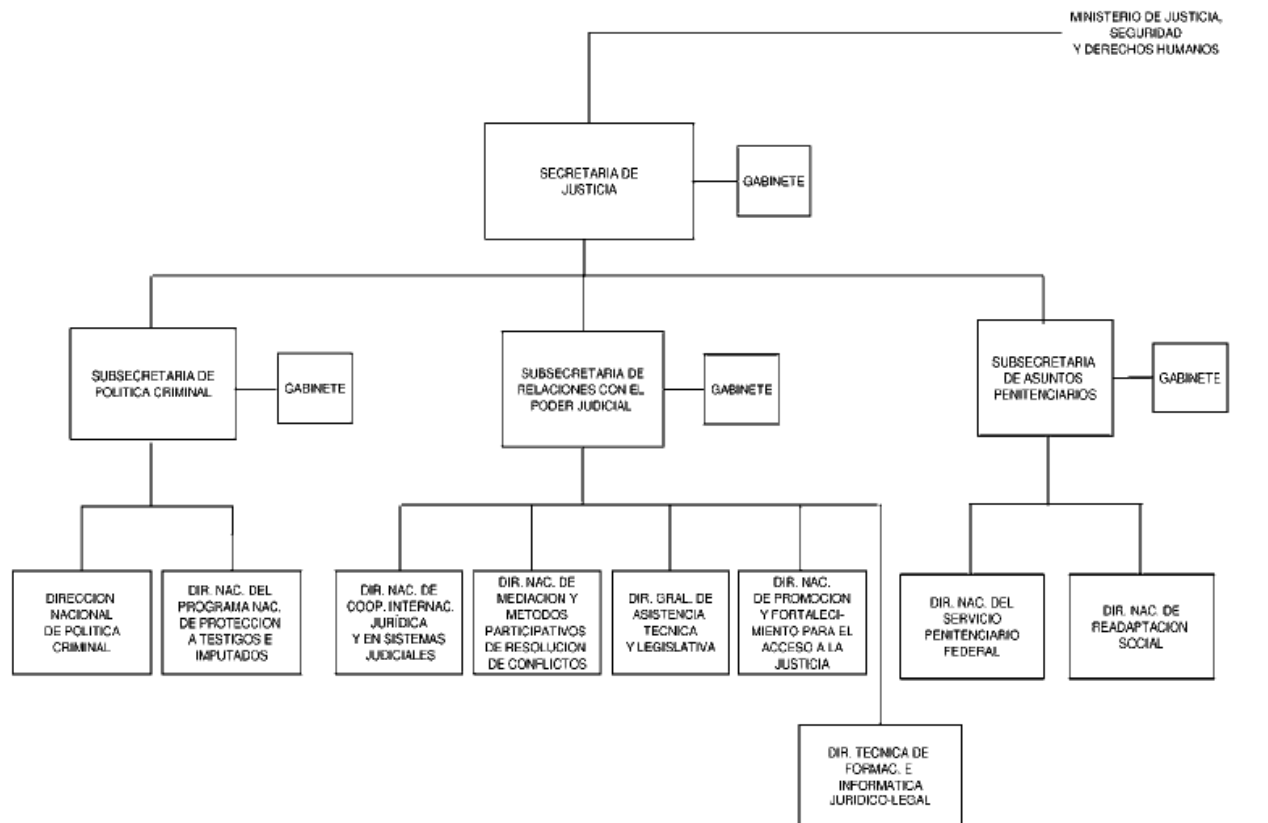 MINISTERIO DE JUSTICIA,
SEGURIDAD
Y DERECHOS HUMANOS
SECRETARIA DE
JUSTICIA
GABINETE
SUBSECRETARIA DE
POLITICA CRIMINAL
GABINETE
SUBSECRETARIA DE
RELACIONES CON EL
PODER JUDICIAL
GABINETE
SUBSECRETARIA
DE ASUNTOS
PENITENCIARIOS
GABINETE
DIRECCION
NACIONAL
DE POLITICA
CRIMINAL
DIR. NAC. DEL
PROGRAMA NAC.
DE PROTECCION
A TESTIGOS E
IMPUTADOS
DIR. NAC. DE
COOP. INTERNAC.
JURÍDICA
Y EN SISTEMAS
JUDICIALES
DIR. NAC. DE
MEDIACION Y
METODOS
PARTICIPATIVOS
DE RESOLUCION
DE CONFLICTOS
DIR. GRAL. DE
ASISTENCIA
TECNICA
Y LEGISLATIVA
DIR. NAC.
DE PROMOCION
Y FORTALECI-
MIENTO PARA EL
ACCESO A LA
JUSTICIA
DIR. NAC. DEL
SERVICIO
PENITENCIARIO
FEDERAL
DIR. NAC. DE
READAPTACION
SOCIAL
DIR. TECNICA DE
FORMAC. E
INFORMATICA
JURIDICO-LEGAL